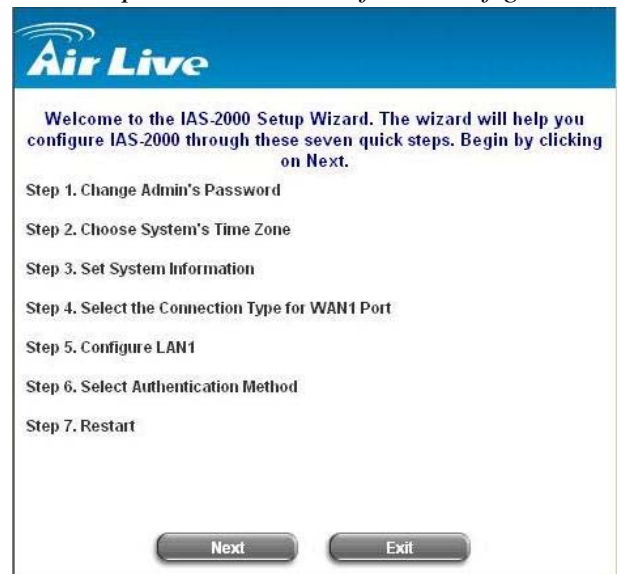 Air Live
Welcome to the IAS-2000 Setup Wizard. The wizard will help you
configure IAS-2000 through these seven quick steps. Begin by clicking
on Next.
Step 1. Change Admin's Password
Step 2. Choose System's Time Zone
Step 3. Set System Information
Step 4. Select the Connection Type for WAN1 Port
Step 5. Configure LAN1
Step 6. Select Authentication Method
Step 7. Restart
Next Exit